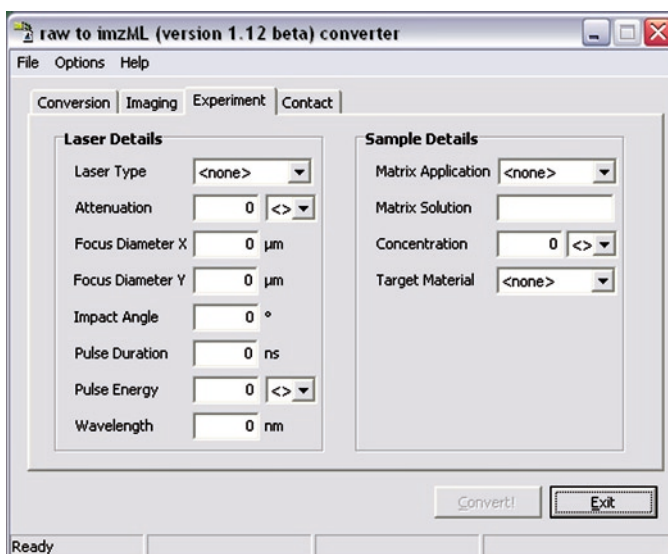 raw to imzML (version 1.12 beta) converter
File Options Help
Conversion Imaging Experiment Contact
Laser Details
Laser Type <none>
Attenuation 0 <>
Focus Diameter X 0 µm
Focus Diameter Y 0 µm
Impact Angle 0 °
Pulse Duration 0 ns
Pulse Energy 0 <>
Wavelength 0 nm
Sample Details
Matrix Application <none>
Matrix Solution
Concentration 0 <>
Target Material <none>
Convert! Exit
Ready